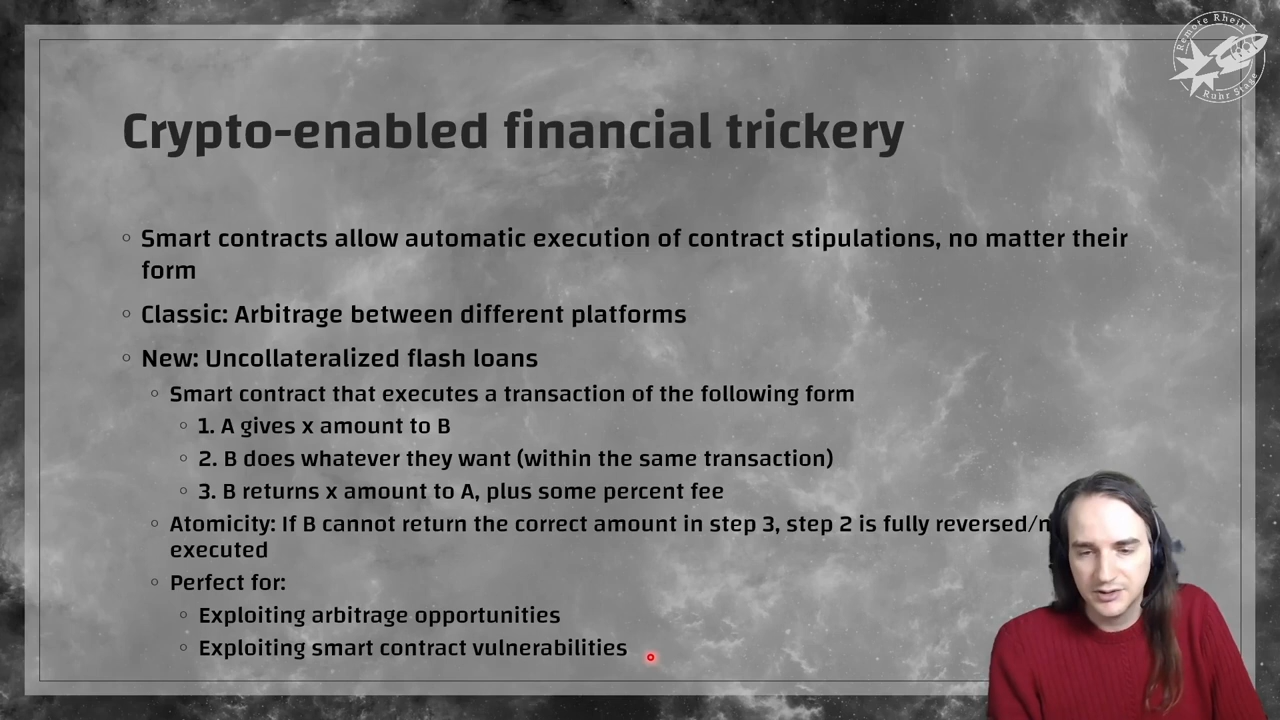 Remote Rhein
Ruhr Stage
Crypto-enabled financial trickery
Smart contracts allow automatic execution of contract stipulations, no matter their
form
Classic: Arbitrage between different platforms
New: Uncollateralized flash loans
Smart contract that executes a transaction of the following form
1. A gives x amount to B
2. B does whatever they want (within the same transaction)
3. B returns x amount to A, plus some percent fee
Atomicity: If B cannot return the correct amount in step 3, step 2 is fully reversed/
executed
Perfect for:
Exploiting arbitrage opportunities
Exploiting smart contract vulnerabilities